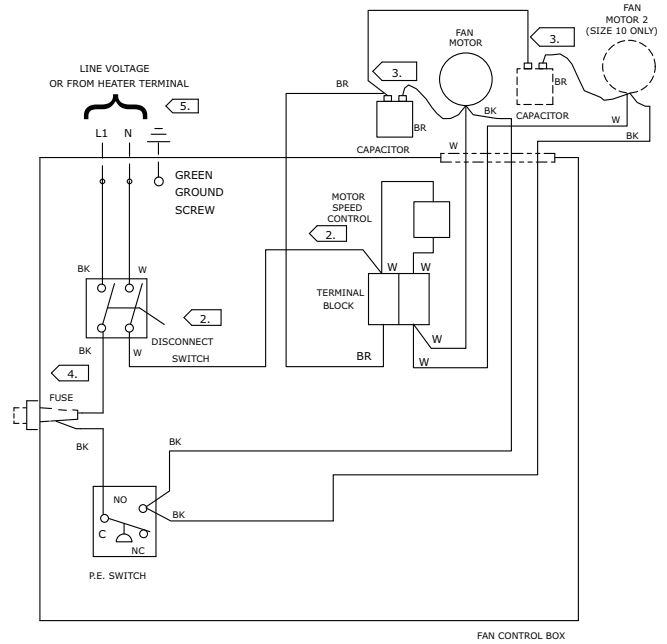 FAN
MOTOR 2
(SIZE 10 ONLY)
FAN
MOTOR
3.
3.
LINE VOLTAGE
OR FROM HEATER TERMINAL
5.
BR
BR
BR
CAPACITOR
BK
W
BK
L1
N
W
CAPACITOR
GREEN
GROUND
SCREW
MOTOR
SPEED
CONTROL
2.
BK
W
W
W
TERMINAL
BLOCK
2.
DISCONNECT
SWITCH
BK
W
BR
W
W
4.
FUSE
BK
BK
NO
BK
C
NC
P.E. SWITCH
FAN CONTROL BOX